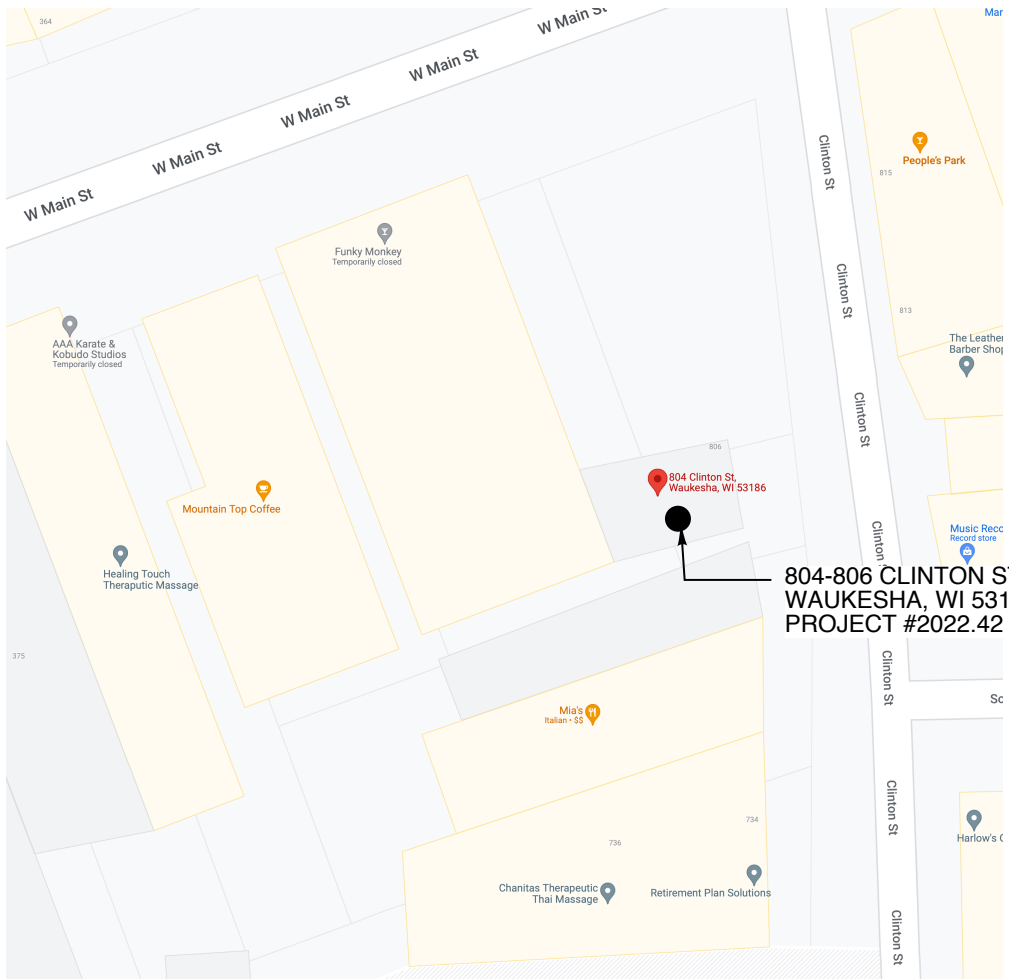 364
W Main St
W Main St
W Main St
W Main St
W Main St
Mar
Clinton St
People's Park
815
Funky Monkey
Temporarily closed
Clinton St
813
AAA Karate &
Kobudo Studios
Temporarily closed
The Leather
Barber Shop
Clinton St
806
804 Clinton St,
Waukesha, WI 53186
Mountain Top Coffee
Clinton
Music Reco
Record store
Healing Touch
Theraputic Massage
804-806 CLINTON ST
WAUKESHA, WI 531
PROJECT #2022.42
375
Clinton St
So
Mia's
Italian • $$
Clinton St
734
736
Harlow's C
Chanitas Therapeutic
Thai Massage
Retirement Plan Solutions
Clinton St